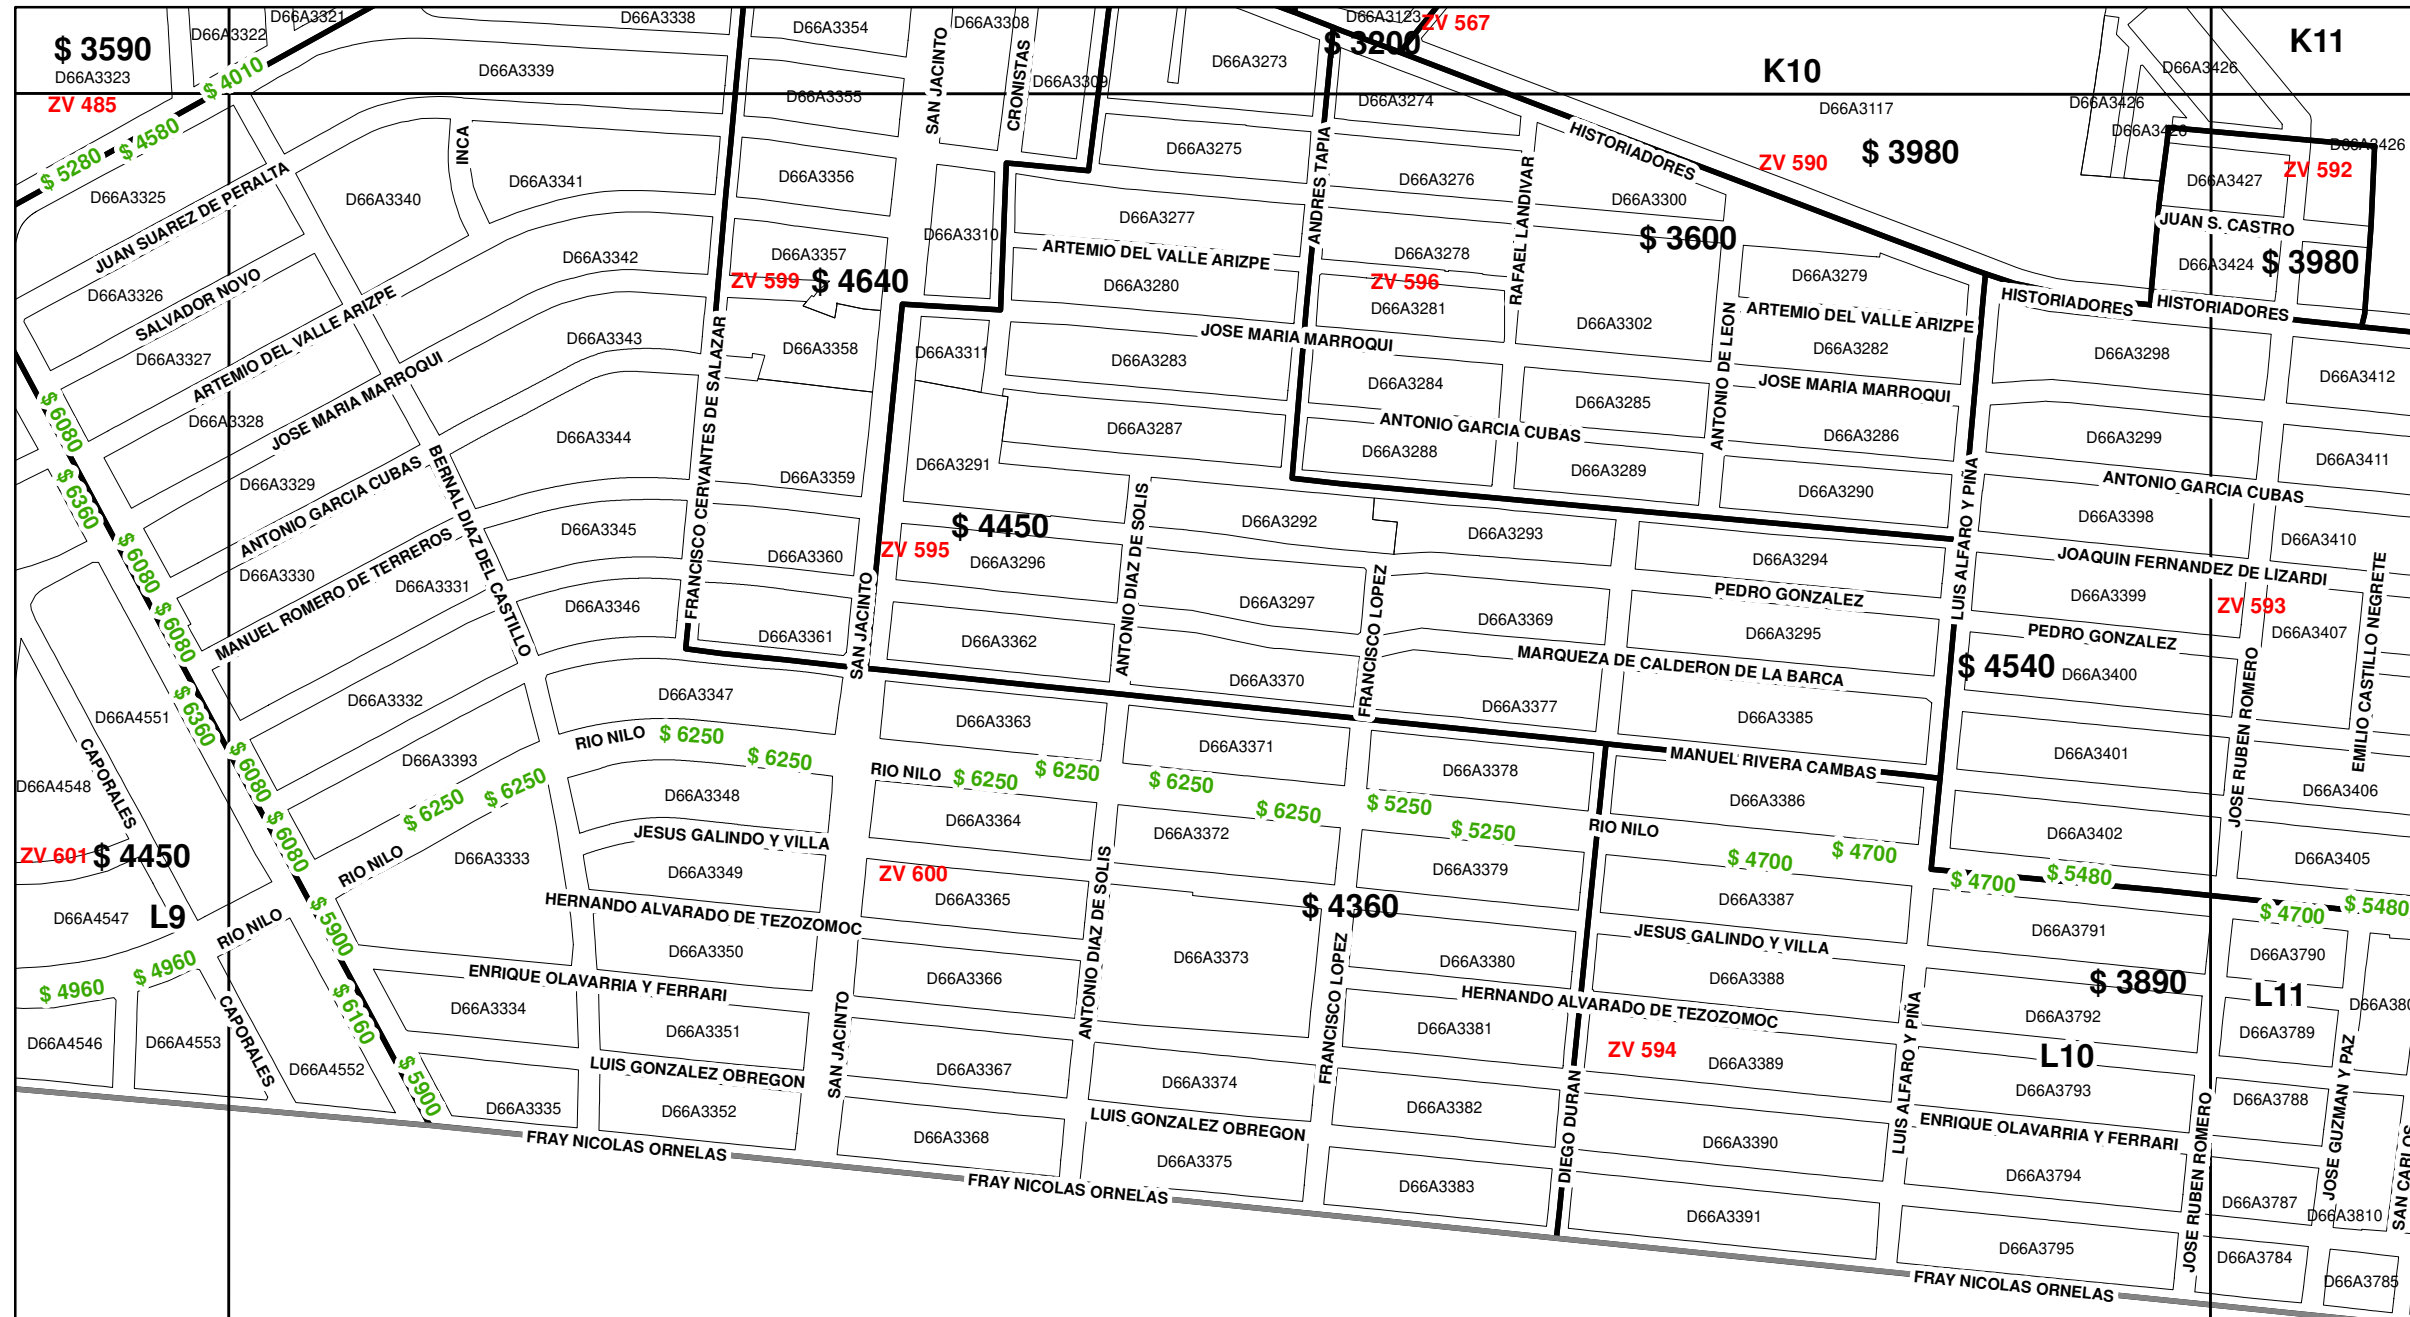 D66A3321
D66A3338
D66A3354
D66A3308
D66A3123
ZV 567
D66A3322
$ 3590
D66A3323
ZV 485
$ 4010
D66A3339
D66A3355
SAN JACINTO
CRONISTAS
D66A3309
D66A3273
$ 3200
D66A3274
K10
K11
D66A3426
D66A3426
D66A3117
D66A3426
D66A3426
$ 5280
$ 4580
INCA
D66A3275
ANDRES TAPIA
HISTORIADORES
ZV 590
$ 3980
D66A3427
ZV 592
D66A3325
JUAN SUAREZ DE PERALTA
D66A3340
D66A3341
D66A3356
D66A3276
RAFAEL LANDIVAR
D66A3300
JUAN S. CASTRO
D66A3277
D66A3310
$ 3600
D66A3342
D66A3357
ARTEMIO DEL VALLE ARIZPE
D66A3278
D66A3424
$ 3980
D66A3326
SALVADOR NOVO
ZV 599
$ 4640
D66A3280
ZV 596
D66A3279
ARTEMIO DEL VALLE ARIZPE
D66A3281
ARTEMIO DEL VALLE ARIZPE
HISTORIADORES
HISTORIADORES
D66A3327
D66A3343
D66A3358
D66A3311
JOSE MARIA MARROQUI
D66A3302
ANTONIO DE LEON
D66A3282
D66A3298
D66A3283
FRANCISCO CERVANTES DE SALAZAR
JOSE MARIA MARROQUI
D66A3284
JOSE MARIA MARROQUI
D66A3412
$ 6080
D66A3328
D66A3285
D66A3287
ANTONIO GARCIA CUBAS
D66A3286
D66A3299
D66A3344
D66A3288
D66A3411
D66A3291
D66A3359
D66A3289
BERNAL DIAZ DEL CASTILLO
D66A3329
ANTONIO GARCIA CUBAS
$ 6360
D66A3290
ANTONIO GARCIA CUBAS
ANTONIO DIAZ DE SOLIS
D66A3292
D66A3398
$ 4450
D66A3345
D66A3293
LUIS ALFARO Y PIÑA
D66A3410
ZV 595
D66A3360
D66A3296
D66A3294
JOAQUIN FERNANDEZ DE LIZARDI
$ 6080
D66A3330
MANUEL ROMERO DE TERREROS
D66A3331
D66A3346
D66A3297
PEDRO GONZALEZ
D66A3399
ZV 593
EMILIO CASTILLO NEGRETE
$ 6080
D66A3361
D66A3362
FRANCISCO LOPEZ
D66A3369
D66A3295
PEDRO GONZALEZ
D66A3407
SAN JACINTO
D66A3370
MARQUEZA DE CALDERON DE LA BARCA
$ 4540
D66A3400
JOSE RUBEN ROMERO
D66A3332
D66A3347
D66A4551
$ 6360
D66A3363
D66A3377
D66A3385
RIO NILO
$ 6250
D66A3371
D66A3401
$ 6250
D66A3393
RIO NILO
$ 6250
$ 6250
$ 6250
D66A3378
MANUEL RIVERA CAMBAS
CAPORALES
D66A4548
$ 6080
$ 6250
$ 6250
D66A3348
$ 6250
$ 5250
D66A3386
D66A3406
D66A3364
D66A3372
$ 5250
RIO NILO
D66A3402
JESUS GALINDO Y VILLA
$ 6080
ZV 601
$ 4450
D66A3333
RIO NILO
D66A3349
ZV 600
D66A3379
$ 4700
$ 4700
D66A3405
$ 4700
$ 5480
D66A4547
L9
RIO NILO
$ 5900
HERNANDO ALVARADO DE TEZOZOMOC
D66A3365
ANTONIO DIAZ DE SOLIS
$ 4360
D66A3387
$ 4700
$ 5480
D66A3791
D66A3350
D66A3373
JESUS GALINDO Y VILLA
D66A3790
$ 4960
$ 4960
ENRIQUE OLAVARRIA Y FERRARI
D66A3366
D66A3380
D66A3388
$ 3890
L11
D66A3334
$ 6160
CAPORALES
D66A3351
HERNANDO ALVARADO DE TEZOZOMOC
D66A3792
D66A4546
D66A4553
D66A3381
FRANCISCO LOPEZ
LUIS ALFARO Y PIÑA
D66A3789
SAN JACINTO
ZV 594
L10
D66A4552
LUIS GONZALEZ OBREGON
D66A3367
D66A3374
D66A3389
JOSE GUZMAN Y PAZ
$ 5900
D66A3335
D66A3352
D66A3382
D66A3793
D66A3788
LUIS GONZALEZ OBREGON
DIEGO DURAN
FRAY NICOLAS ORNELAS
D66A3368
D66A3390
ENRIQUE OLAVARRIA Y FERRARI
D66A3375
D66A3794
JOSE RUBEN ROMERO
FRAY NICOLAS ORNELAS
D66A3383
D66A3787
D66A3810
SAN CARLOS
D66A3391
D66A3795
D66A3784
D66A3785
FRAY NICOLAS ORNELAS